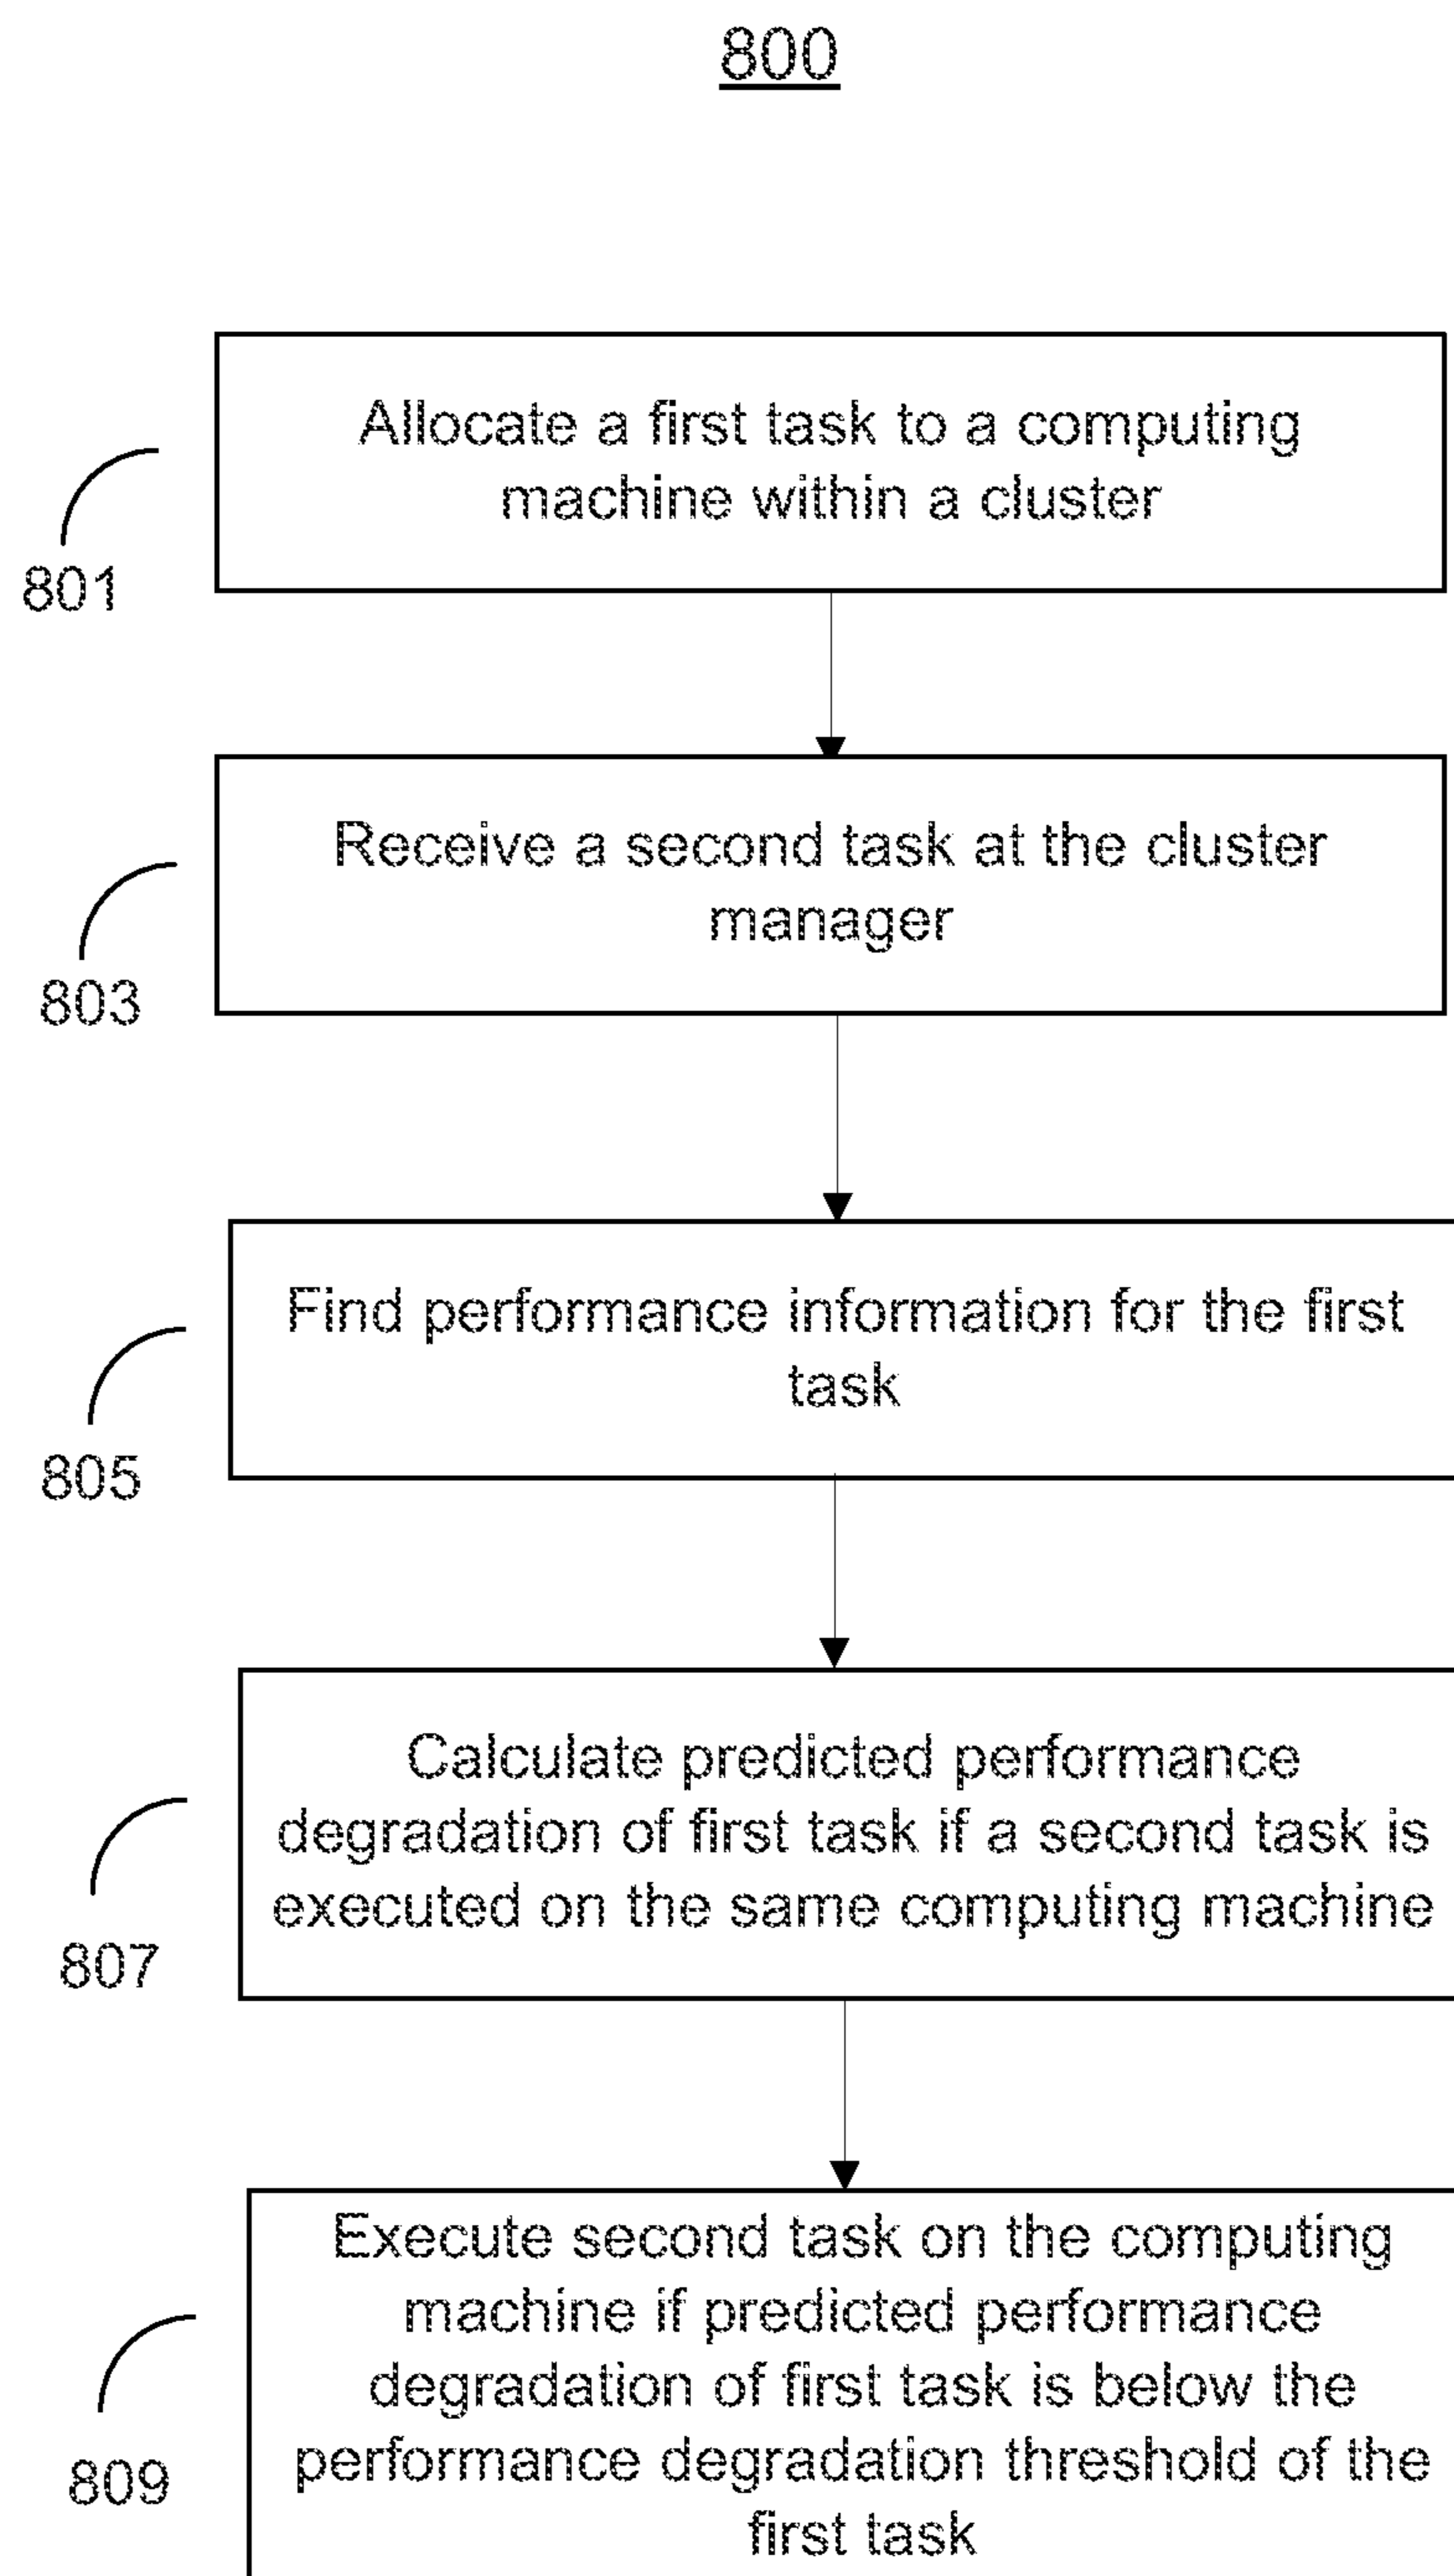 800
Allocate a first task to a computing
machine within a cluster
801
Receive a second task at the cluster
manager
803
Find performance information for the first
task
805
Calculate predicted performance
degradation of first task if a second task is
executed on the same computing machine
807
Execute second task on the computing
machine if predicted performance
degradation of first task is below the
performance degradation threshold of the
first task
809